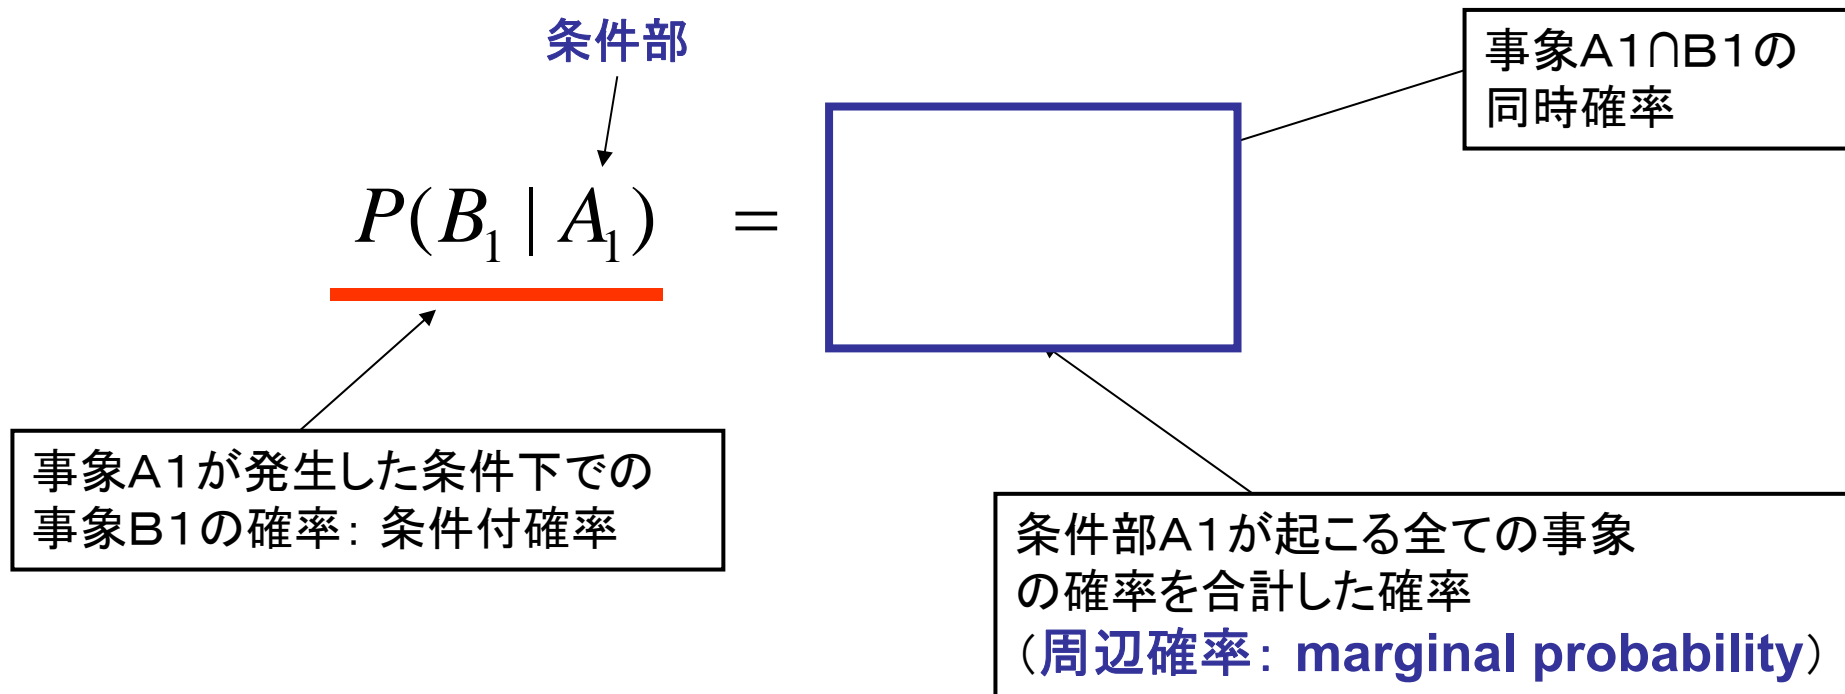 条件部
事象A1∩B1の
同時確率
P(B₁ | A₁) =
事象A1が発生した条件下での
事象B1の確率： 条件付確率
条件部A1が起こる全ての事象
の確率を合計した確率
（周辺確率： marginal probability）